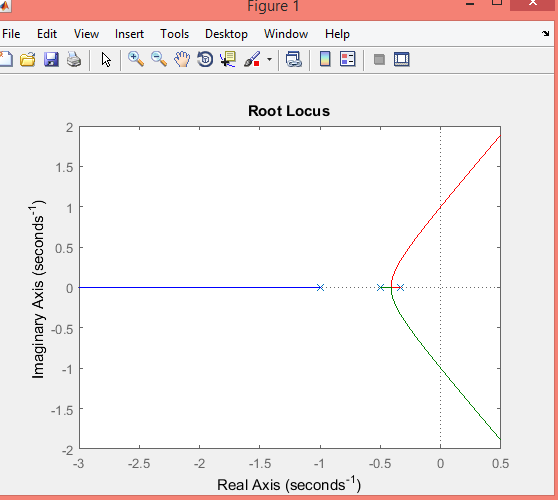 Figure 1
File Edit View Insert Tools Desktop Window Help
Root Locus
Imaginary Axis (seconds⁻¹)
2
1.5
1
0.5
0
-0.5
-1
-1.5
-2
-3 -2.5 -2 -1.5 -1 -0.5 0 0.5
Real Axis (seconds⁻¹)